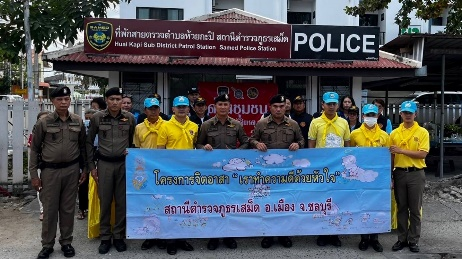 ที่พักสายตรวจตำบลห้วยกะปิ สถานีตำรวจภูธรเสม็ด
Huai Kapi Sub District Patrol Station Samed Police Station
POLICE
โครงการจิตอาสา "เราทำความดีด้วยหัวใจ"
สถานีตำรวจภูธรเสม็ด อ.เมือง จ.ชลบุรี